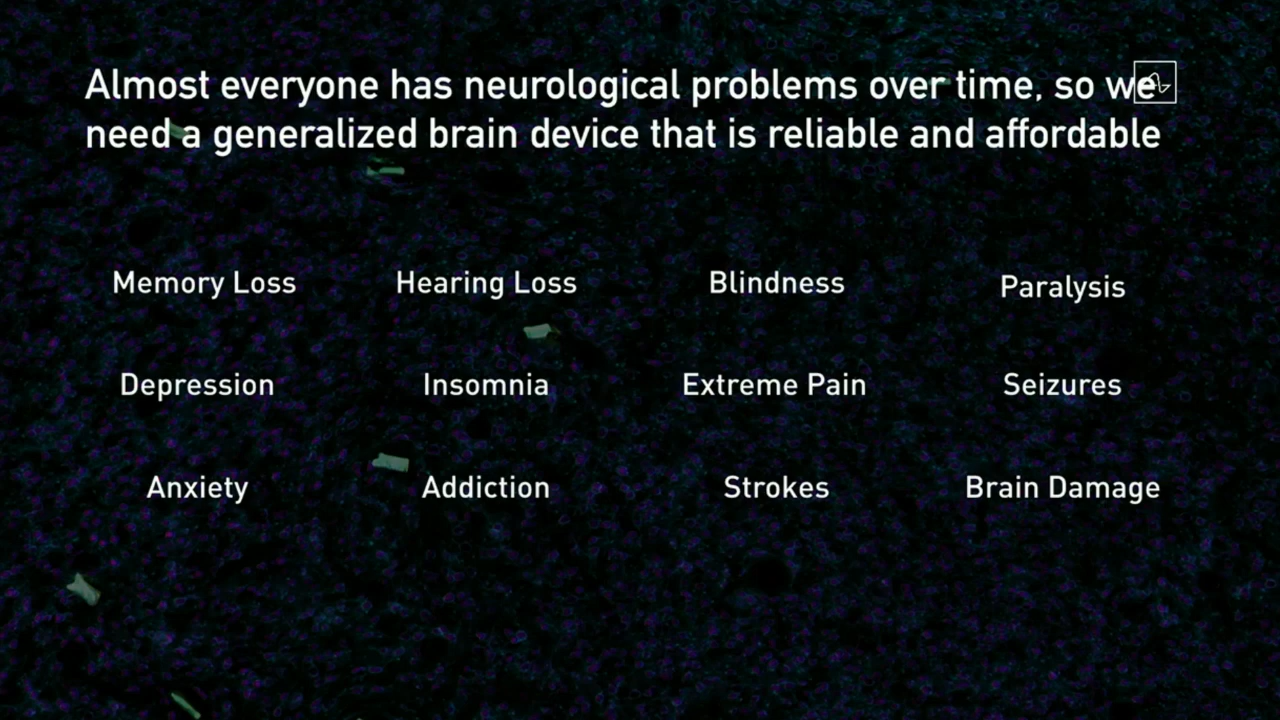 Almost everyone has neurological problems over time, so we
need a generalized brain device that is reliable and affordable
Memory Loss Hearing Loss Blindness Paralysis
Depression Insomnia Extreme Pain Seizures
Anxiety Addiction Strokes Brain Damage